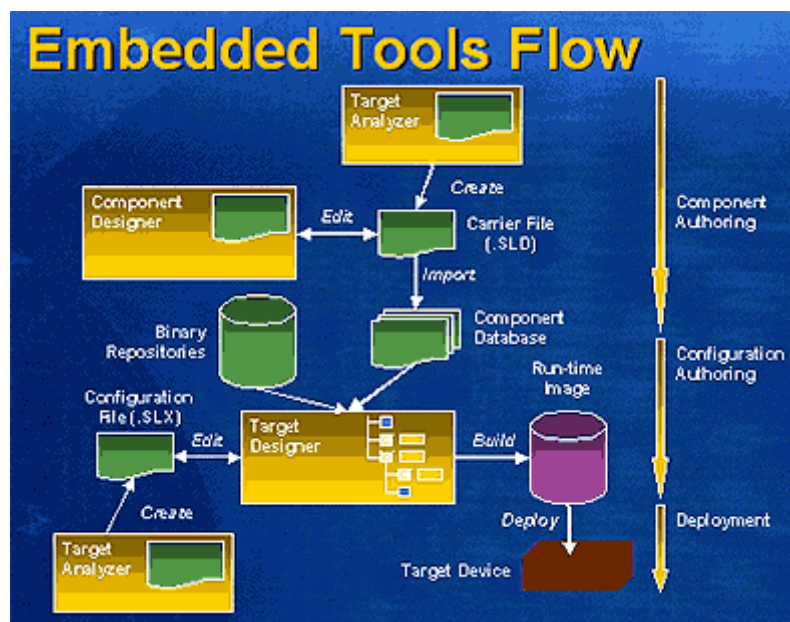 Embedded Tools Flow
Target
Analyzer
Create
Component
Designer
Edit
Carrier File
(.SLD)
Component
Authoring
Import
Binary
Repositories
Component
Database
Run-time
Image
Configuration
Authoring
Configuration
File (.SLX)
Edit
Target
Designer
Build
Create
Deploy
Deployment
Target
Analyzer
Target Device